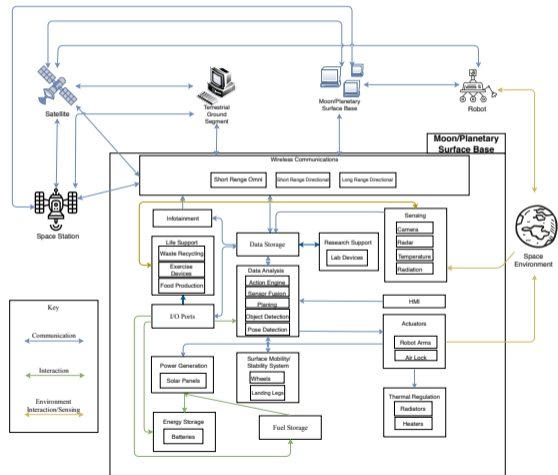 Satellite
Terrestrial
Ground
Segment
Moon/Planetary
Surface Base
Robot
Moon/Planetary
Surface Base
Wireless Communications
Short Range Omni
Short Range Directional
Long Range Directional
Space Station
Infotainment
Sensing
Camera
Radar
Temperature
Radiation
Life Support
Waste Recycling
Exercise
Devices
Food Production
Data Storage
Research Support
Lab Devices
Space
Environment
Data Analysis
Action Engine
Sensor Fusion
Planing
Object Detection
Pose Detection
I/O Ports
HMI
Actuators
Robot Arms
Air Lock
Key
Communication
Interaction
Environment
Interaction/Sensing
Power Generation
Solar Panels
Surface Mobility/
Stability System
Wheels
Landing Legs
Thermal Regulation
Radiators
Heaters
Energy Storage
Batteries
Fuel Storage